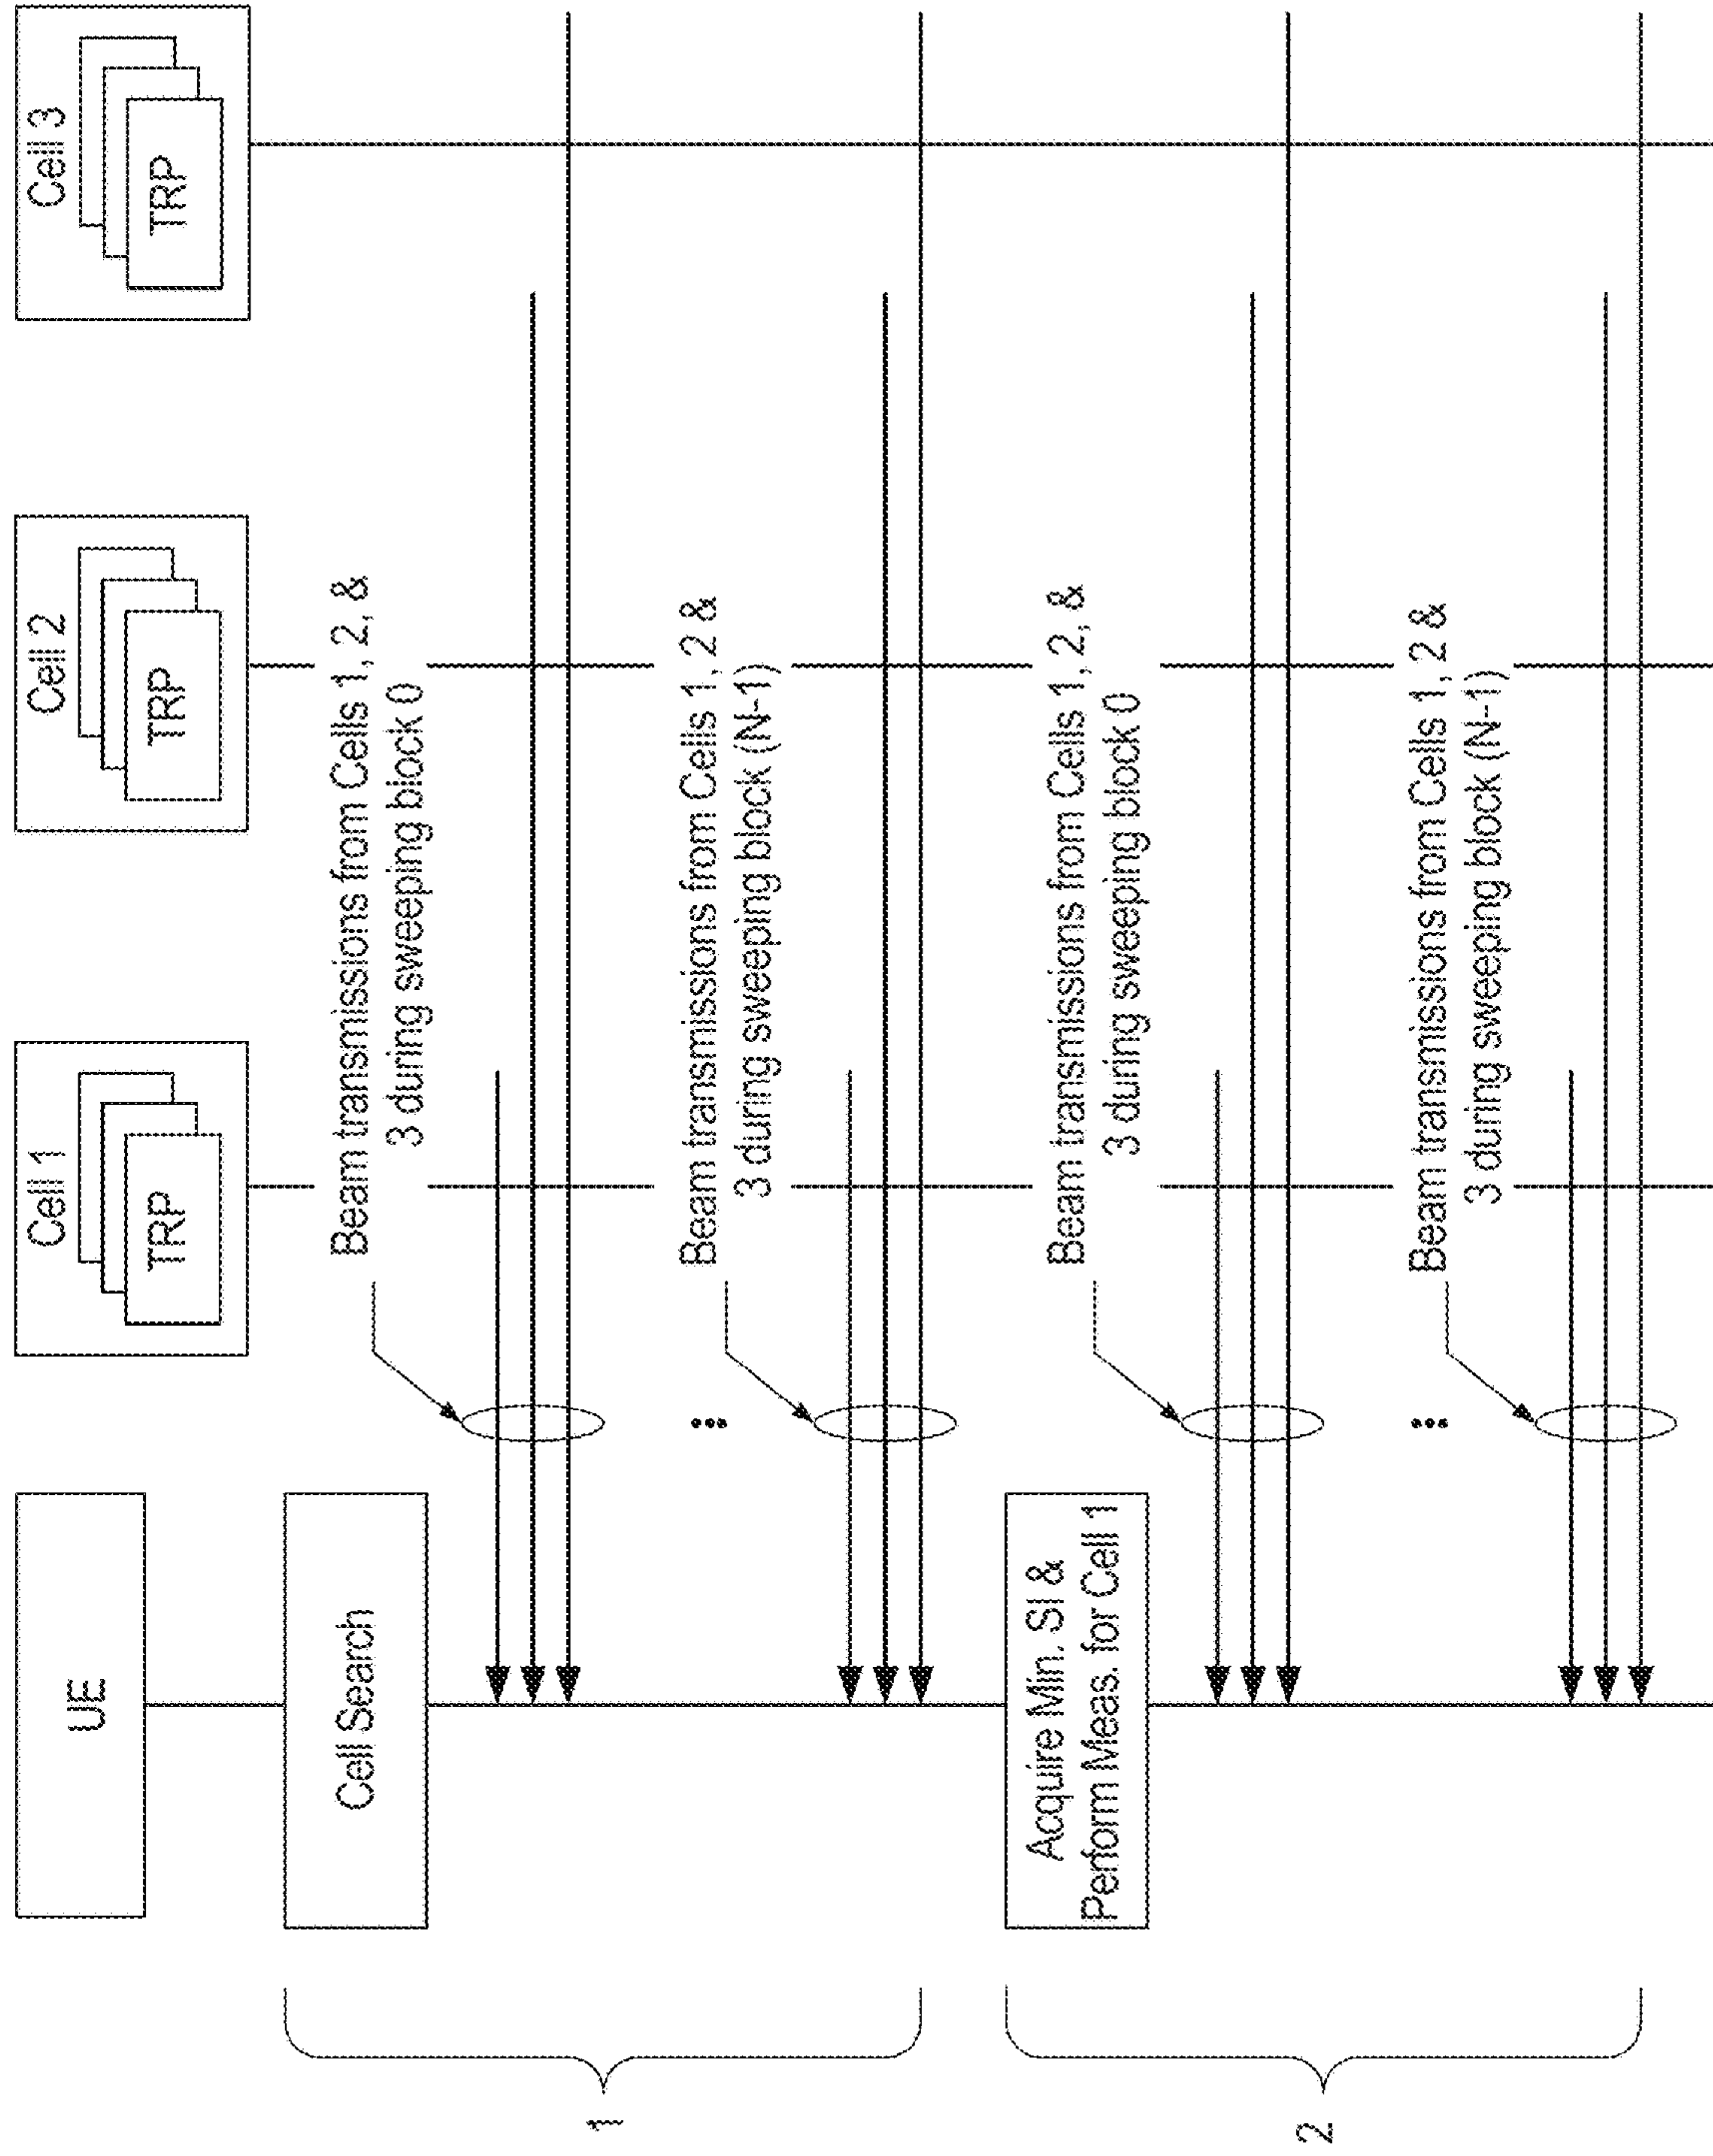 UE
Cell 1
TRP
Cell 2
TRP
Cell 3
TRP
Cell Search
Beam transmissions from Cells 1, 2, &
3 during sweeping block 0
...
Beam transmissions from Cells 1, 2 &
3 during sweeping block (N-1)
1
Acquire Min. SI &
Perform Meas. for Cell 1
Beam transmissions from Cells 1, 2, &
3 during sweeping block 0
...
Beam transmissions from Cells 1, 2 &
3 during sweeping block (N-1)
2